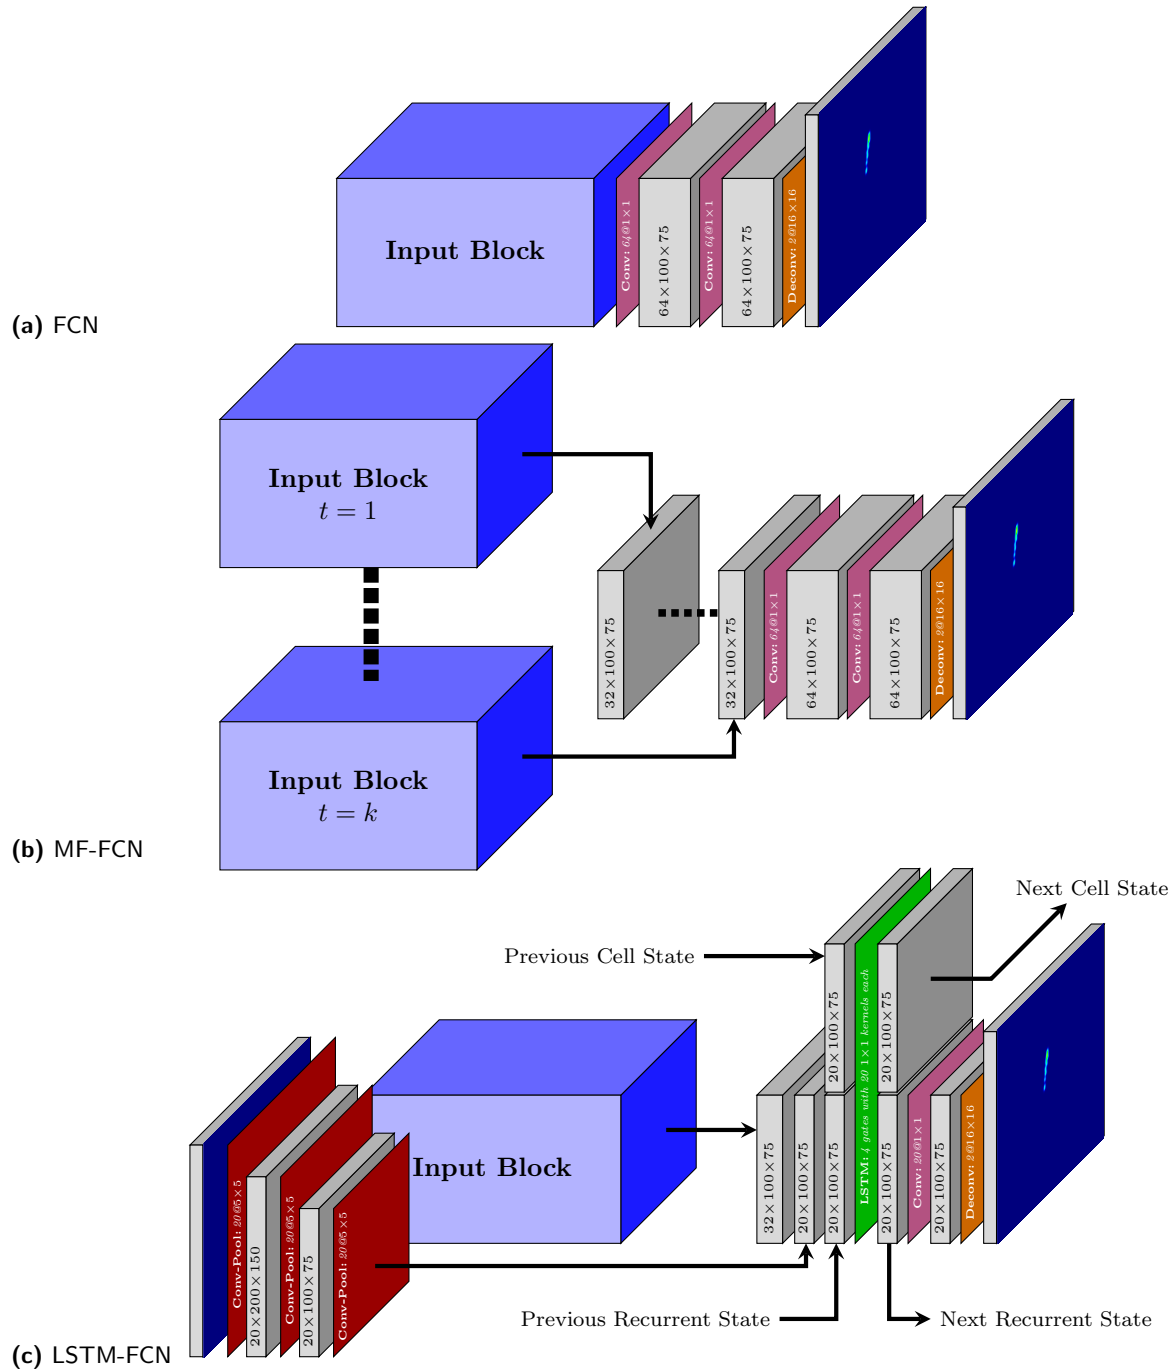 Input Block
Conv: 64@1×1
64×100×75
Conv: 64@1×1
64×100×75
Deconv: 2@16×16
(a) FCN
Input Block
t = 1
Input Block
t = k
32×100×75
32×100×75
Conv: 64@1×1
64×100×75
Conv: 64@1×1
64×100×75
Deconv: 2@16×16
(b) MF-FCN
Next Cell State
Previous Cell State
20×100×75
LSTM: 4 gates with 20 1×1 kernels each
20×100×75
Conv-Pool: 20@5×5
20×200×150
Conv-Pool: 20@5×5
20×100×75
Conv-Pool: 20@5×5
Input Block
32×100×75
20×100×75
20×100×75
20×100×75
Conv: 20@1×1
20×100×75
Deconv: 2@16×16
Previous Recurrent State
Next Recurrent State
(c) LSTM-FCN